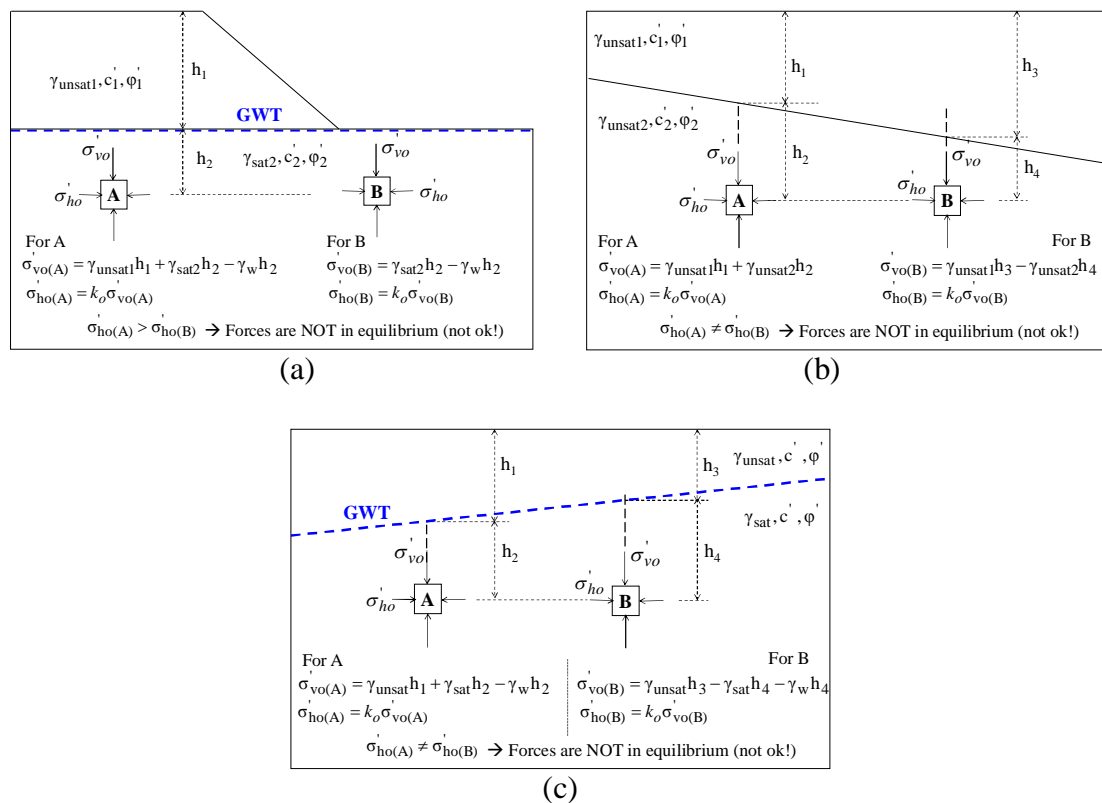 γunsat1, c'1, φ'1
h1
GWT
σ'vo
h2
γsat2, c'2, φ'2
σ'vo
σ'ho
A
B
σ'ho
For A
σ'vo(A) = γunsat1h1 + γsat2h2 − γwh2
σ'ho(A) = koσ'vo(A)
For B
σ'vo(B) = γsat2h2 − γwh2
σ'ho(B) = koσ'vo(B)
σ'ho(A) > σ'ho(B) → Forces are NOT in equilibrium (not ok!)
(a)
γunsat1, c'1, φ'1
h1
h3
γunsat2, c'2, φ'2
σ'vo
h2
σ'vo
h4
σ'ho
A
σ'ho
B
For A
σ'vo(A) = γunsat1h1 + γunsat2h2
σ'ho(A) = koσ'vo(A)
For B
σ'vo(B) = γunsat1h3 − γunsat2h4
σ'ho(B) = koσ'vo(B)
σ'ho(A) ≠ σ'ho(B) → Forces are NOT in equilibrium (not ok!)
(b)
h1
h3
γunsat, c', φ'
GWT
γsat, c', φ'
σ'vo
h2
σ'vo
h4
σ'ho
A
σ'ho
B
For A
σ'vo(A) = γunsath1 + γsath2 − γwh2
σ'ho(A) = koσ'vo(A)
For B
σ'vo(B) = γunsath3 − γsath4 − γwh4
σ'ho(B) = koσ'vo(B)
σ'ho(A) ≠ σ'ho(B) → Forces are NOT in equilibrium (not ok!)
(c)